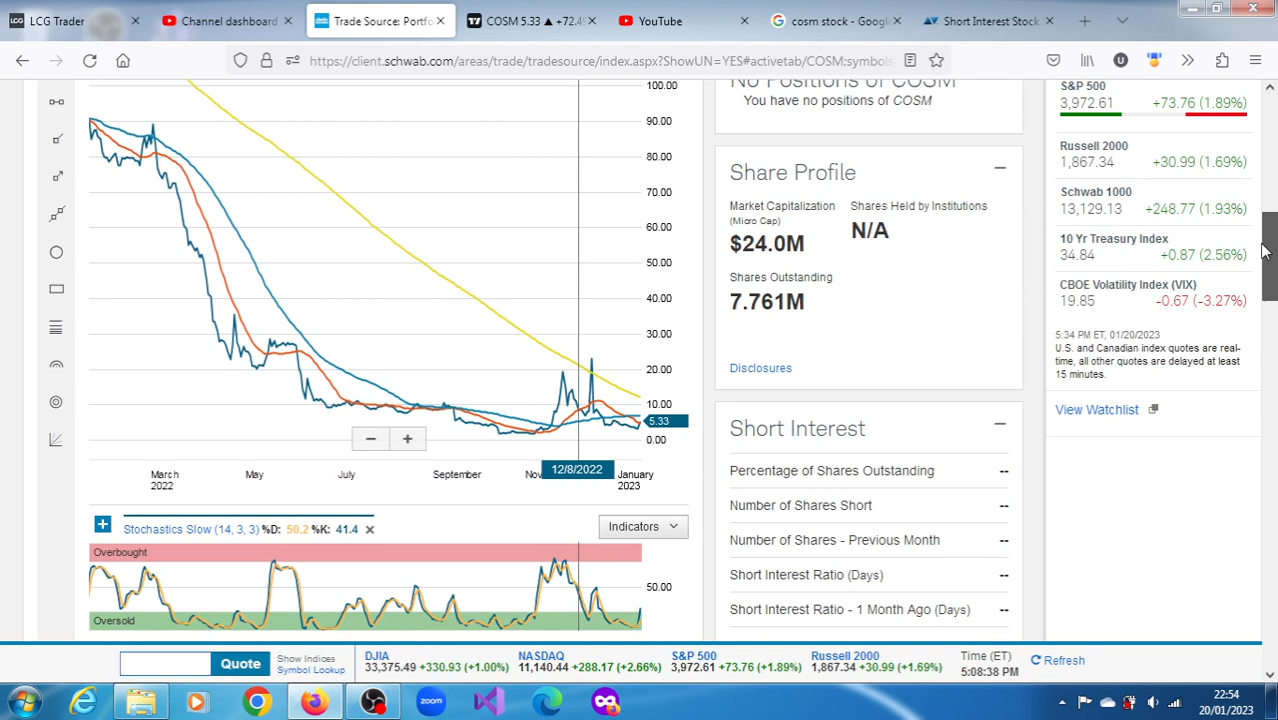 LCG Trader
Channel dashboard
Trade Source: Portfo
COSM 5.33 ▲ +72.4
YouTube
cosm stock - Googl
Short Interest Stock
https://client.schwab.com/areas/trade/tradesource/index.aspx?ShowUN=YES#activetab/COSM;symbols
100.00
90.00
80.00
70.00
60.00
50.00
40.00
30.00
20.00
10.00
5.33
0.00
March
2022
May
July
September
Nov
12/8/2022
January
2023
Stochastics Slow (14, 3, 3) %D: 50.2 %K: 41.4
Indicators
Overbought
50.00
Oversold
No Positions of COSM
You have no positions of COSM
Share Profile
Market Capitalization
(Micro Cap)
$24.0M
Shares Held by Institutions
N/A
Shares Outstanding
7.761M
Disclosures
Short Interest
Percentage of Shares Outstanding --
Number of Shares Short --
Number of Shares - Previous Month --
Short Interest Ratio (Days) --
Short Interest Ratio - 1 Month Ago (Days) --
S&P 500
3,972.61 +73.76 (1.89%)
Russell 2000
1,867.34 +30.99 (1.69%)
Schwab 1000
13,129.13 +248.77 (1.93%)
10 Yr Treasury Index
34.84 +0.87 (2.56%)
CBOE Volatility Index (VIX)
19.85 -0.67 (-3.27%)
5:34 PM ET, 01/20/2023
U.S. and Canadian index quotes are real-
time, all other quotes are delayed at least
15 minutes.
View Watchlist
Quote
Show Indices
Symbol Lookup
DJIA
33,375.49 +330.93 (+1.00%)
NASDAQ
11,140.44 +288.17 (+2.66%)
S&P 500
3,972.61 +73.76 (+1.89%)
Russell 2000
1,867.34 +30.99 (+1.69%)
Time (ET)
5:08:38 PM
Refresh
zoom
22:54
20/01/2023